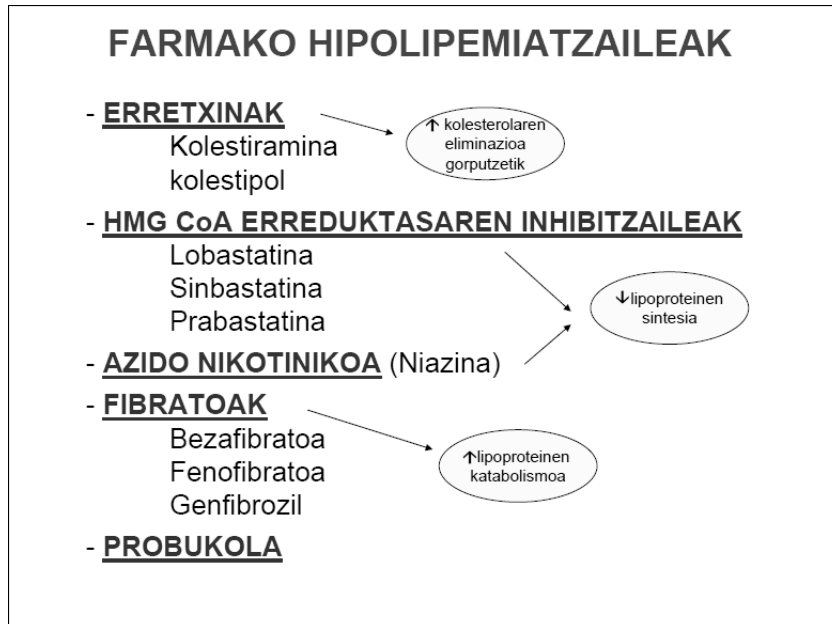 FARMAKO HIPOLIPEMIATZAILEAK
- ERRETXINAK
Kolestiramina
kolestipol
↑ kolesterolaren
eliminazioa
gorputzetik
- HMG CoA ERREDUKTASAREN INHIBITZAILEAK
Lobastatina
Sinbastatina
Prabastatina
↓lipoproteinen
sintesia
- AZIDO NIKOTINIKOA (Niazina)
- FIBRATOAK
Bezafibratoa
Fenofibratoa
Genfibrozil
↑lipoproteinen
katabolismoa
- PROBUKOLA